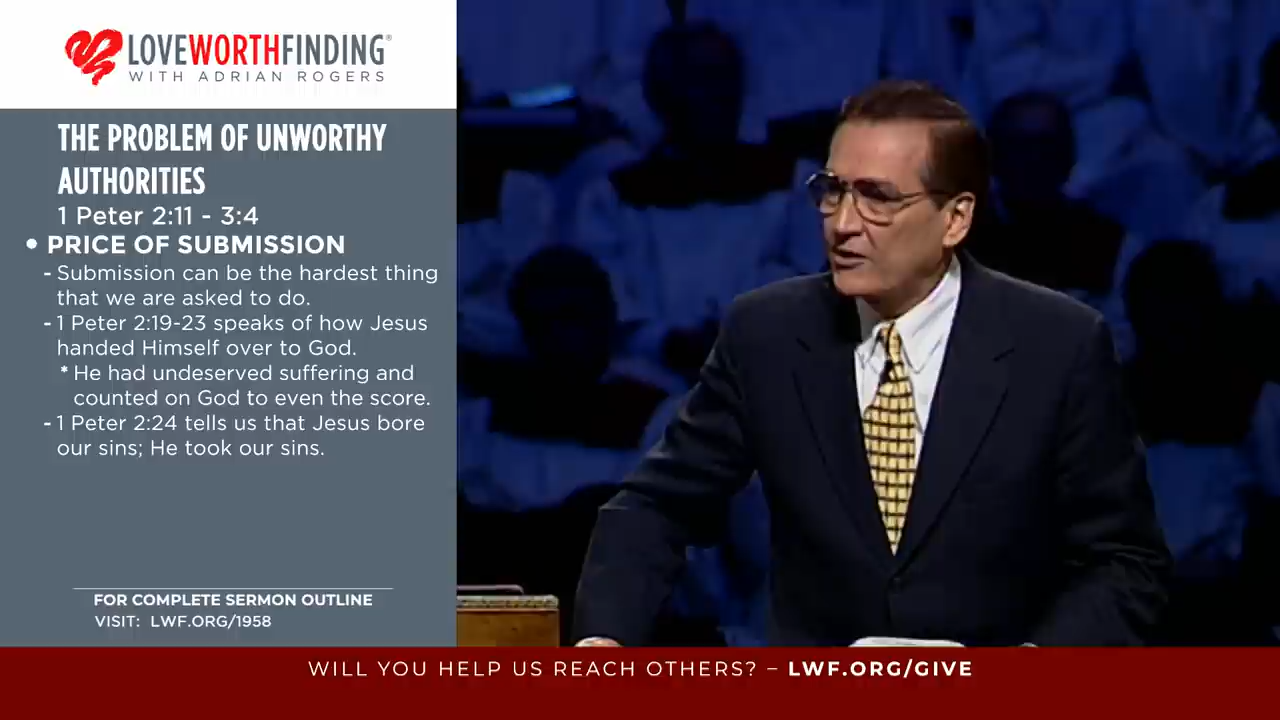 LOVEWORTHFINDING®
WITH ADRIAN ROGERS
THE PROBLEM OF UNWORTHY
AUTHORITIES
1 Peter 2:11 - 3:4
• PRICE OF SUBMISSION
- Submission can be the hardest thing
that we are asked to do.
- 1 Peter 2:19-23 speaks of how Jesus
handed Himself over to God.
* He had undeserved suffering and
counted on God to even the score.
- 1 Peter 2:24 tells us that Jesus bore
our sins; He took our sins.
FOR COMPLETE SERMON OUTLINE
VISIT: LWF.ORG/1958
WILL YOU HELP US REACH OTHERS? – LWF.ORG/GIVE